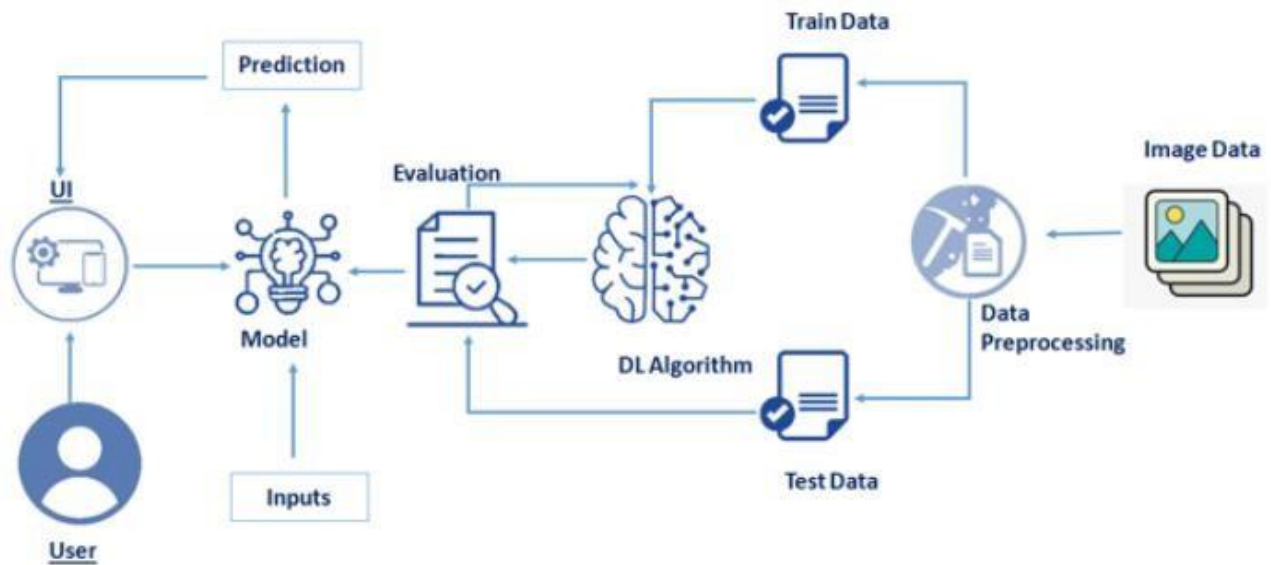 Train Data
Prediction
Image Data
Evaluation
UI
Model
Data
Preprocessing
DL Algorithm
Inputs
Test Data
User